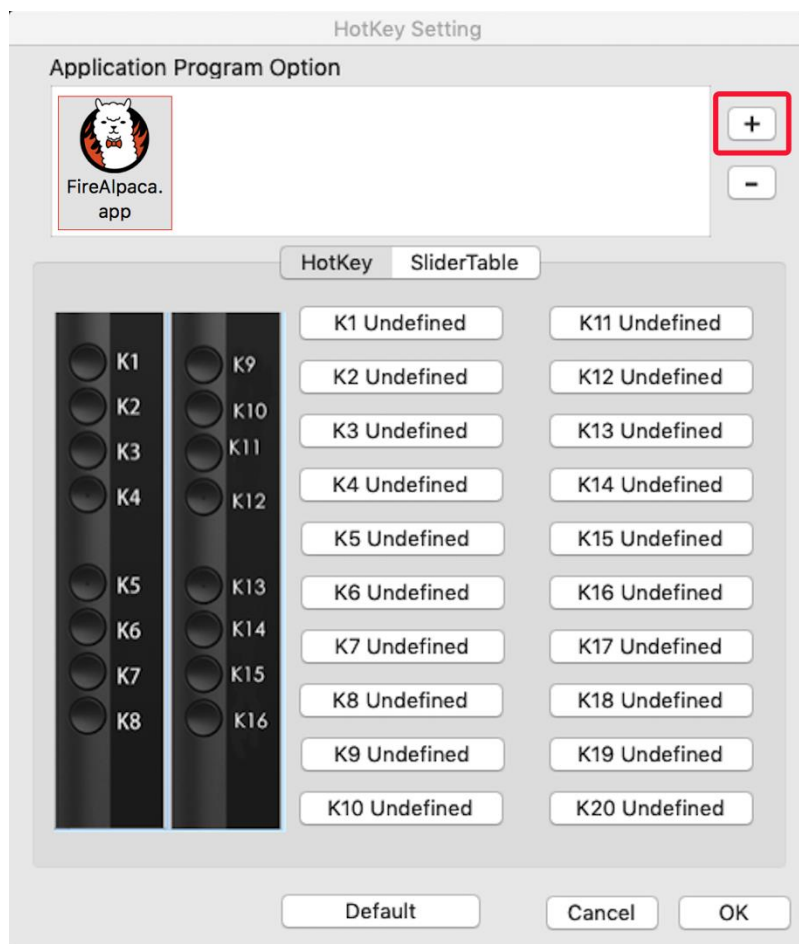 HotKey Setting
Application Program Option
FireAlpaca.
app
+
-
HotKey SliderTable
K1
K2
K3
K4
K5
K6
K7
K8
K9
K10
K11
K12
K13
K14
K15
K16
K1 Undefined K11 Undefined
K2 Undefined K12 Undefined
K3 Undefined K13 Undefined
K4 Undefined K14 Undefined
K5 Undefined K15 Undefined
K6 Undefined K16 Undefined
K7 Undefined K17 Undefined
K8 Undefined K18 Undefined
K9 Undefined K19 Undefined
K10 Undefined K20 Undefined
Default Cancel OK